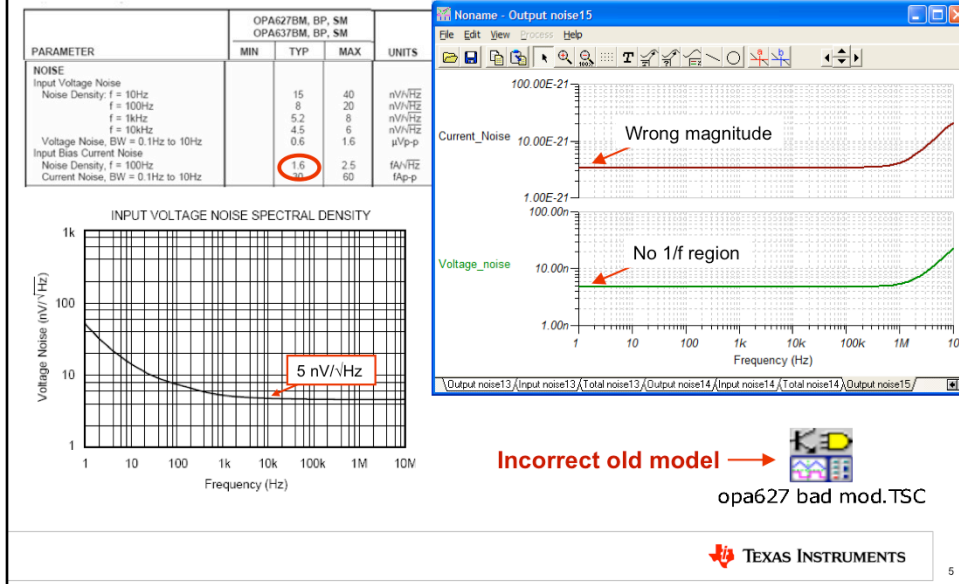 OPA627BM, BP, SM
OPA637BM, BP, SM
PARAMETER MIN TYP MAX UNITS
NOISE
Input Voltage Noise
Noise Density: f = 10Hz 15 40 nV/√Hz
f = 100Hz 8 20 nV/√Hz
f = 1kHz 5.2 8 nV/√Hz
f = 10kHz 4.5 6 nV/√Hz
Voltage Noise, BW = 0.1Hz to 10Hz 0.6 1.6 µVp-p
Input Bias Current Noise
Noise Density, f = 100Hz 1.6 2.5 fA/√Hz
Current Noise, BW = 0.1Hz to 10Hz 30 60 fAp-p
INPUT VOLTAGE NOISE SPECTRAL DENSITY
Voltage Noise (nV/√Hz)
1k
100
10
1
5 nV/√Hz
1 10 100 1k 10k 100k 1M 10M
Frequency (Hz)
Noname - Output noise15
File Edit View Process Help
100.00E-21
Current_Noise
10.00E-21
Wrong magnitude
1.00E-21
100.00n
Voltage_noise
10.00n
No 1/f region
1.00n
1 10 100 1k 10k 100k 1M 10
Frequency (Hz)
Output noise13 Input noise13 Total noise13 Output noise14 Input noise14 Total noise14 Output noise15
Incorrect old model
opa627 bad mod.TSC
TEXAS INSTRUMENTS
5